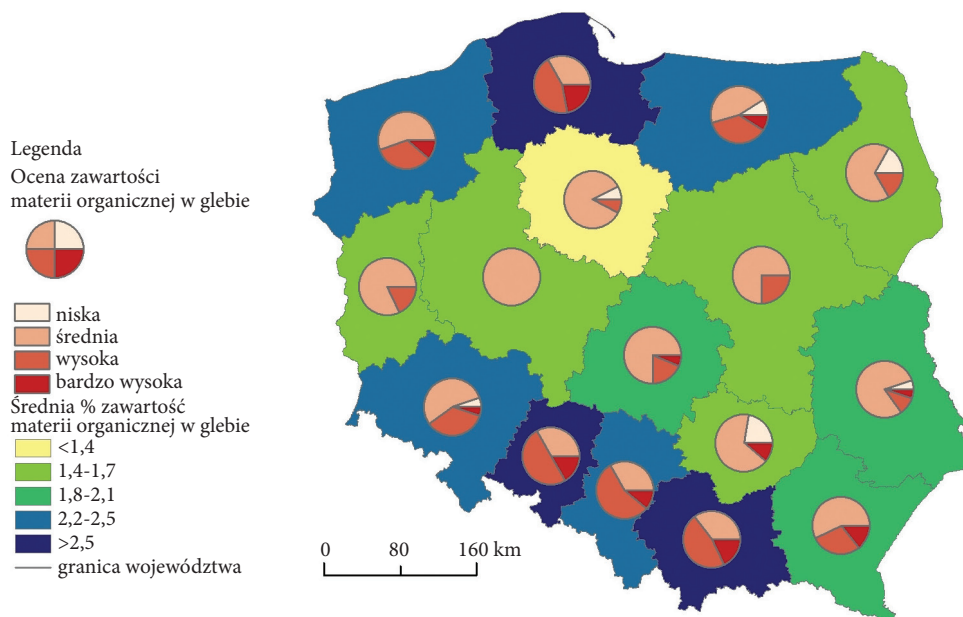 Legenda
Ocena zawartości
materii organicznej w glebie
niska
średnia
wysoka
bardzo wysoka
Średnia % zawartość
materii organicznej w glebie
<1,4
1,4-1,7
1,8-2,1
2,2-2,5
>2,5
granica województwa
0 80 160 km